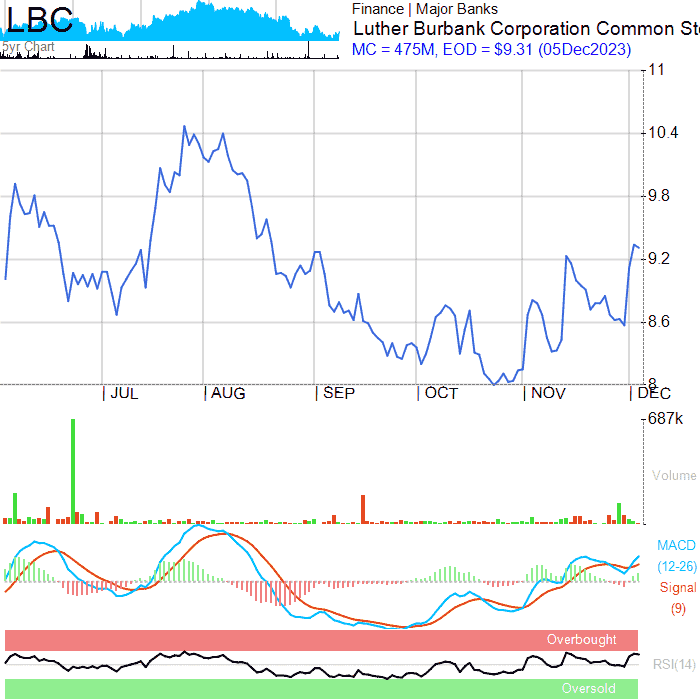 LBC
5yr Chart
Finance | Major Banks
Luther Burbank Corporation Common Sto
MC = 475M, EOD = $9.31 (05Dec2023)
11
10.4
9.8
9.2
8.6
8
JUL AUG SEP OCT NOV DEC
687k
Volume
MACD
(12-26)
Signal
(9)
Overbought
RSI(14)
Oversold